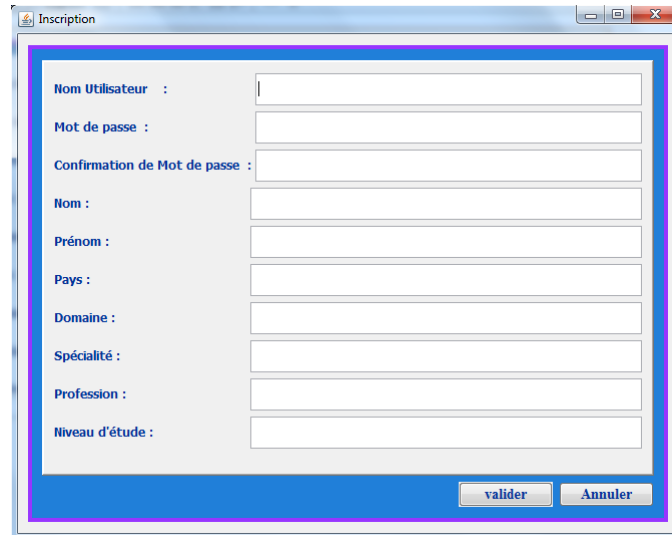 Inscription
Nom Utilisateur :
Mot de passe :
Confirmation de Mot de passe :
Nom :
Prénom :
Pays :
Domaine :
Spécialité :
Profession :
Niveau d'étude :
valider Annuler